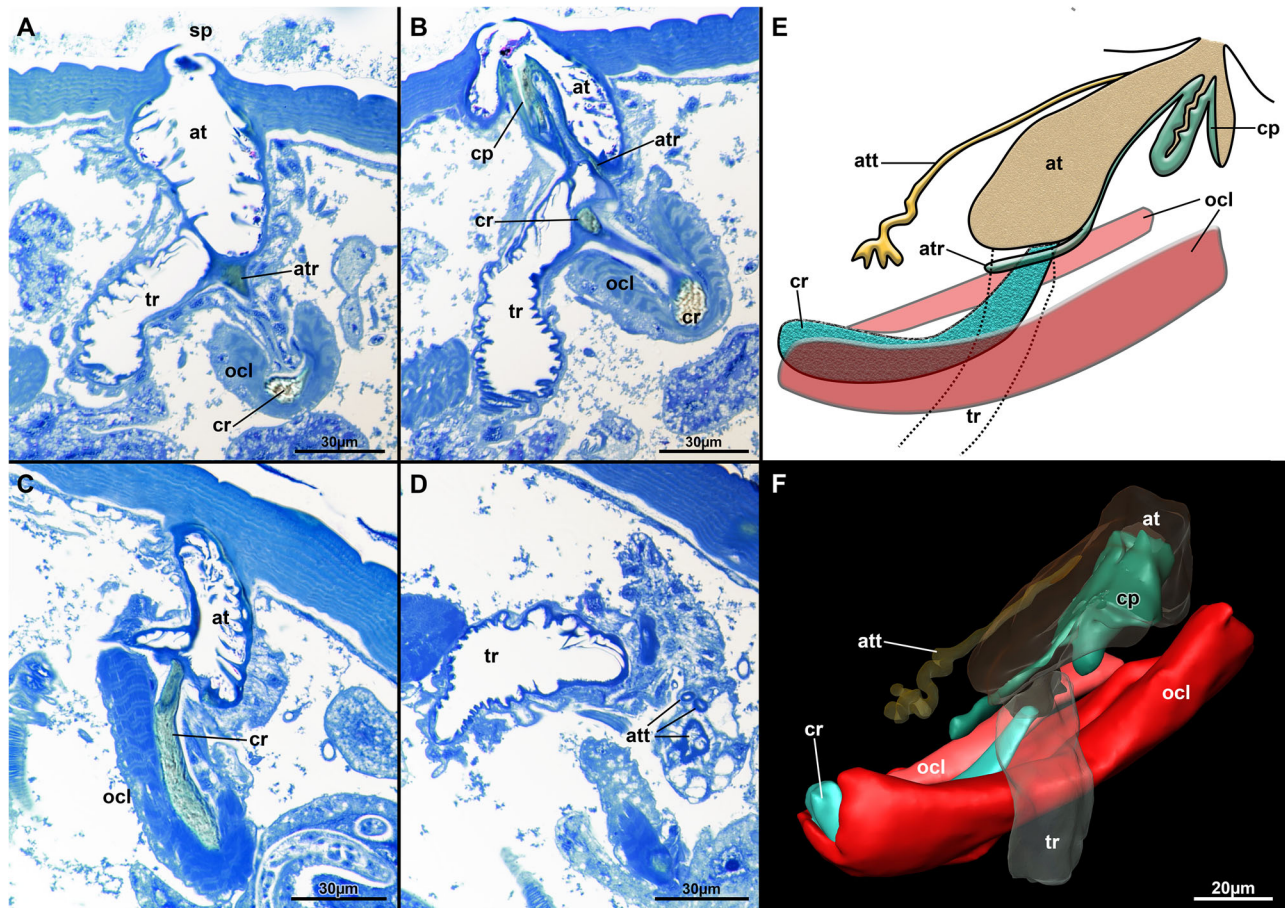 A
sp
at
atr
tr
ocl
cr
30µm
B
at
cp
atr
cr
ocl
cr
tr
30µm
C
at
cr
ocl
30µm
D
tr
att
30µm
E
cp
att
at
ocl
atr
cr
tr
F
at
cp
att
ocl
cr
ocl
tr
20µm